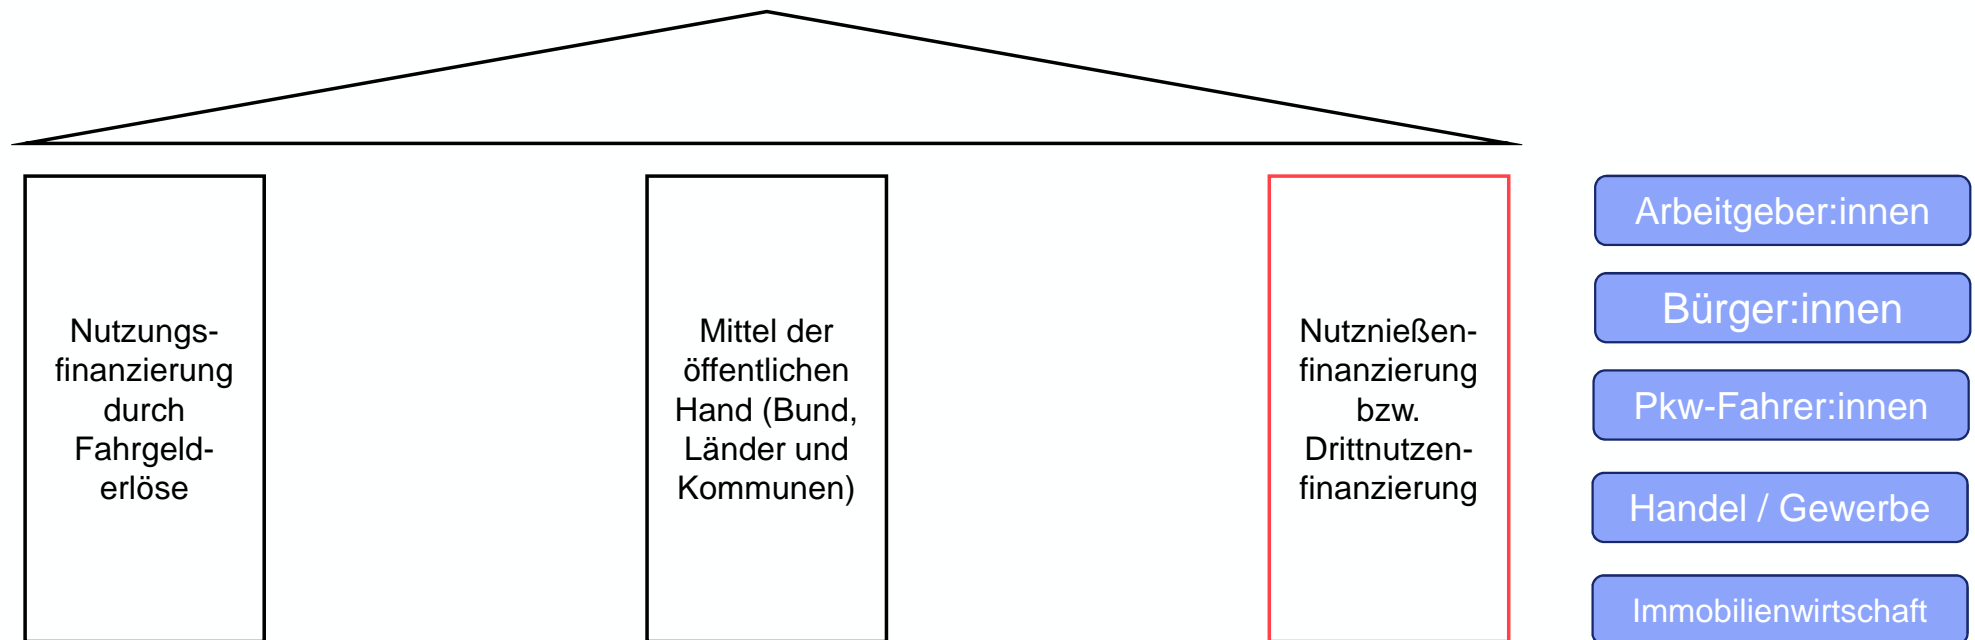 Nutzungs-
finanzierung
durch
Fahrgeld-
erlöse
Mittel der
öffentlichen
Hand (Bund,
Länder und
Kommunen)
Nutznießen-
finanzierung
bzw.
Drittnutzen-
finanzierung
Arbeitgeber:innen
Bürger:innen
Pkw-Fahrer:innen
Handel / Gewerbe
Immobilienwirtschaft